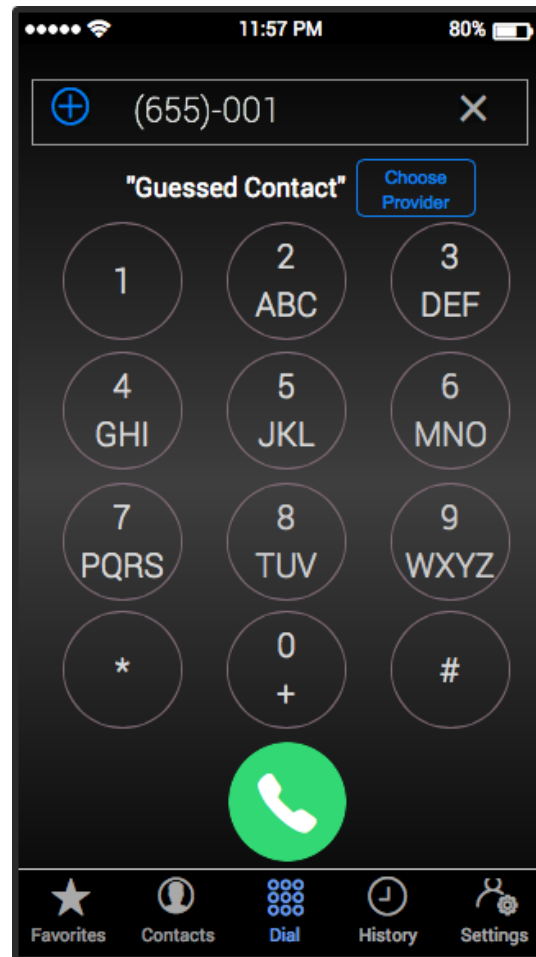 11:57 PM 80%
(655)-001
"Guessed Contact" Choose
Provider
1 2 3
ABC DEF
4 5 6
GHI JKL MNO
7 8 9
PQRS TUV WXYZ
* 0 #
+
Favorites Contacts Dial History Settings